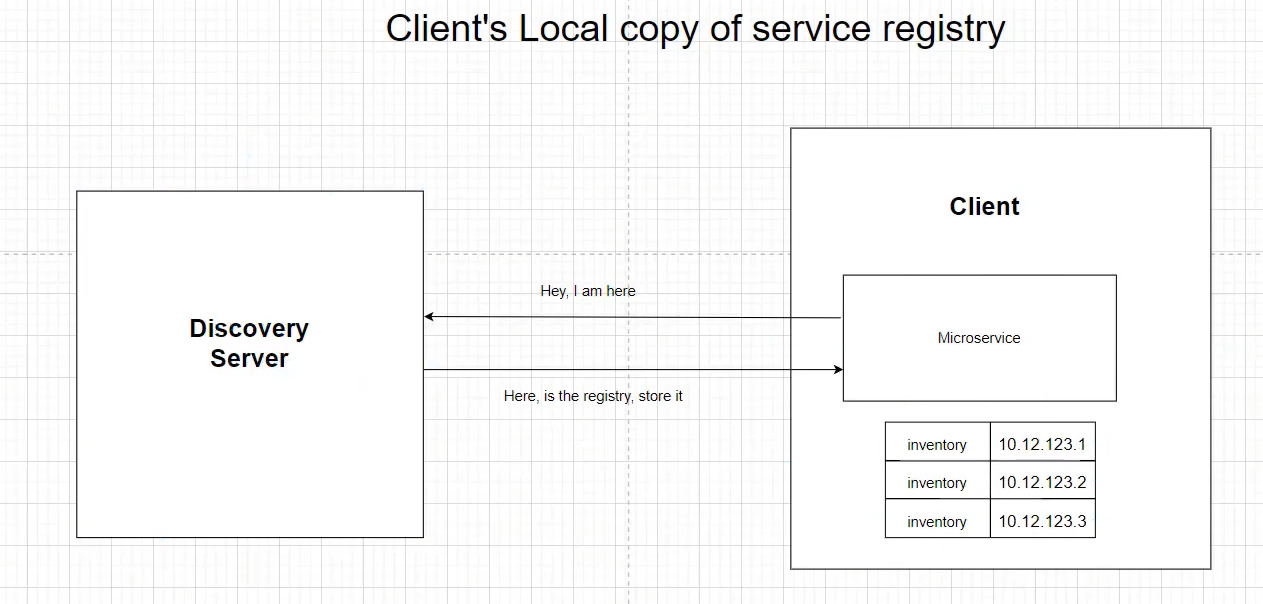 Client's Local copy of service registry
Client
Hey, I am here
Discovery
Server
Microservice
Here, is the registry, store it
inventory 10.12.123.1
inventory 10.12.123.2
inventory 10.12.123.3